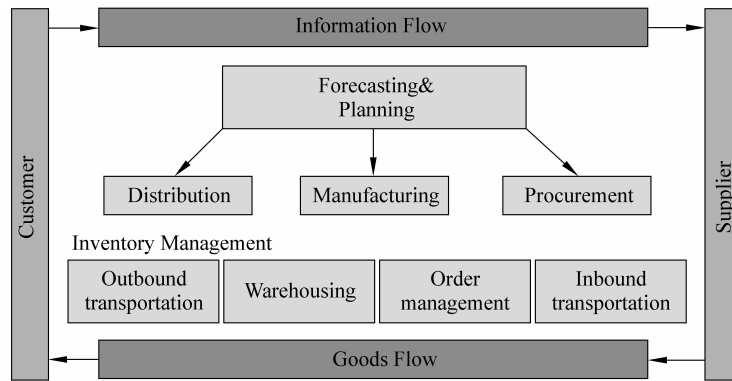 Information Flow
Customer
Supplier
Forecasting&
Planning
Distribution
Manufacturing
Procurement
Inventory Management
Outbound
transportation
Warehousing
Order
management
Inbound
transportation
Goods Flow